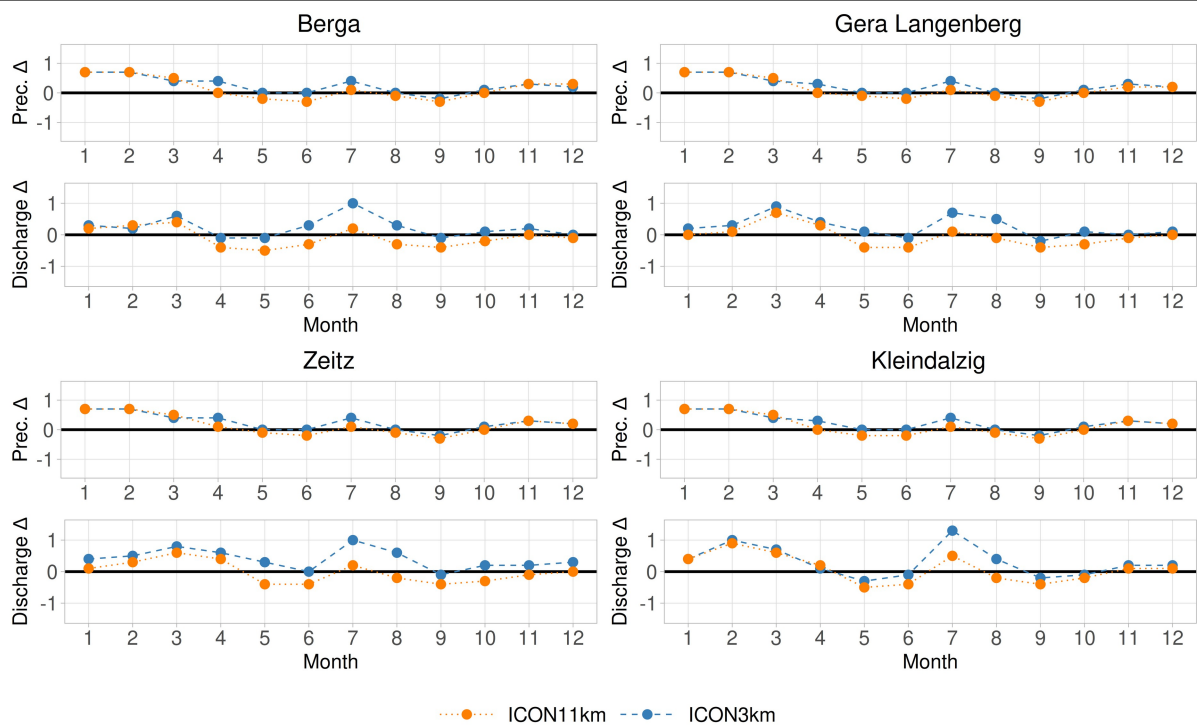 Berga
Prec. Δ
1
0
-1
1 2 3 4 5 6 7 8 9 10 11 12
Discharge Δ
1
0
-1
1 2 3 4 5 6 7 8 9 10 11 12
Month
Gera Langenberg
Prec. Δ
1
0
-1
1 2 3 4 5 6 7 8 9 10 11 12
Discharge Δ
1
0
-1
1 2 3 4 5 6 7 8 9 10 11 12
Month
Zeitz
Prec. Δ
1
0
-1
1 2 3 4 5 6 7 8 9 10 11 12
Discharge Δ
1
0
-1
1 2 3 4 5 6 7 8 9 10 11 12
Month
Kleindalzig
Prec. Δ
1
0
-1
1 2 3 4 5 6 7 8 9 10 11 12
Discharge Δ
1
0
-1
1 2 3 4 5 6 7 8 9 10 11 12
Month
ICON11km ICON3km